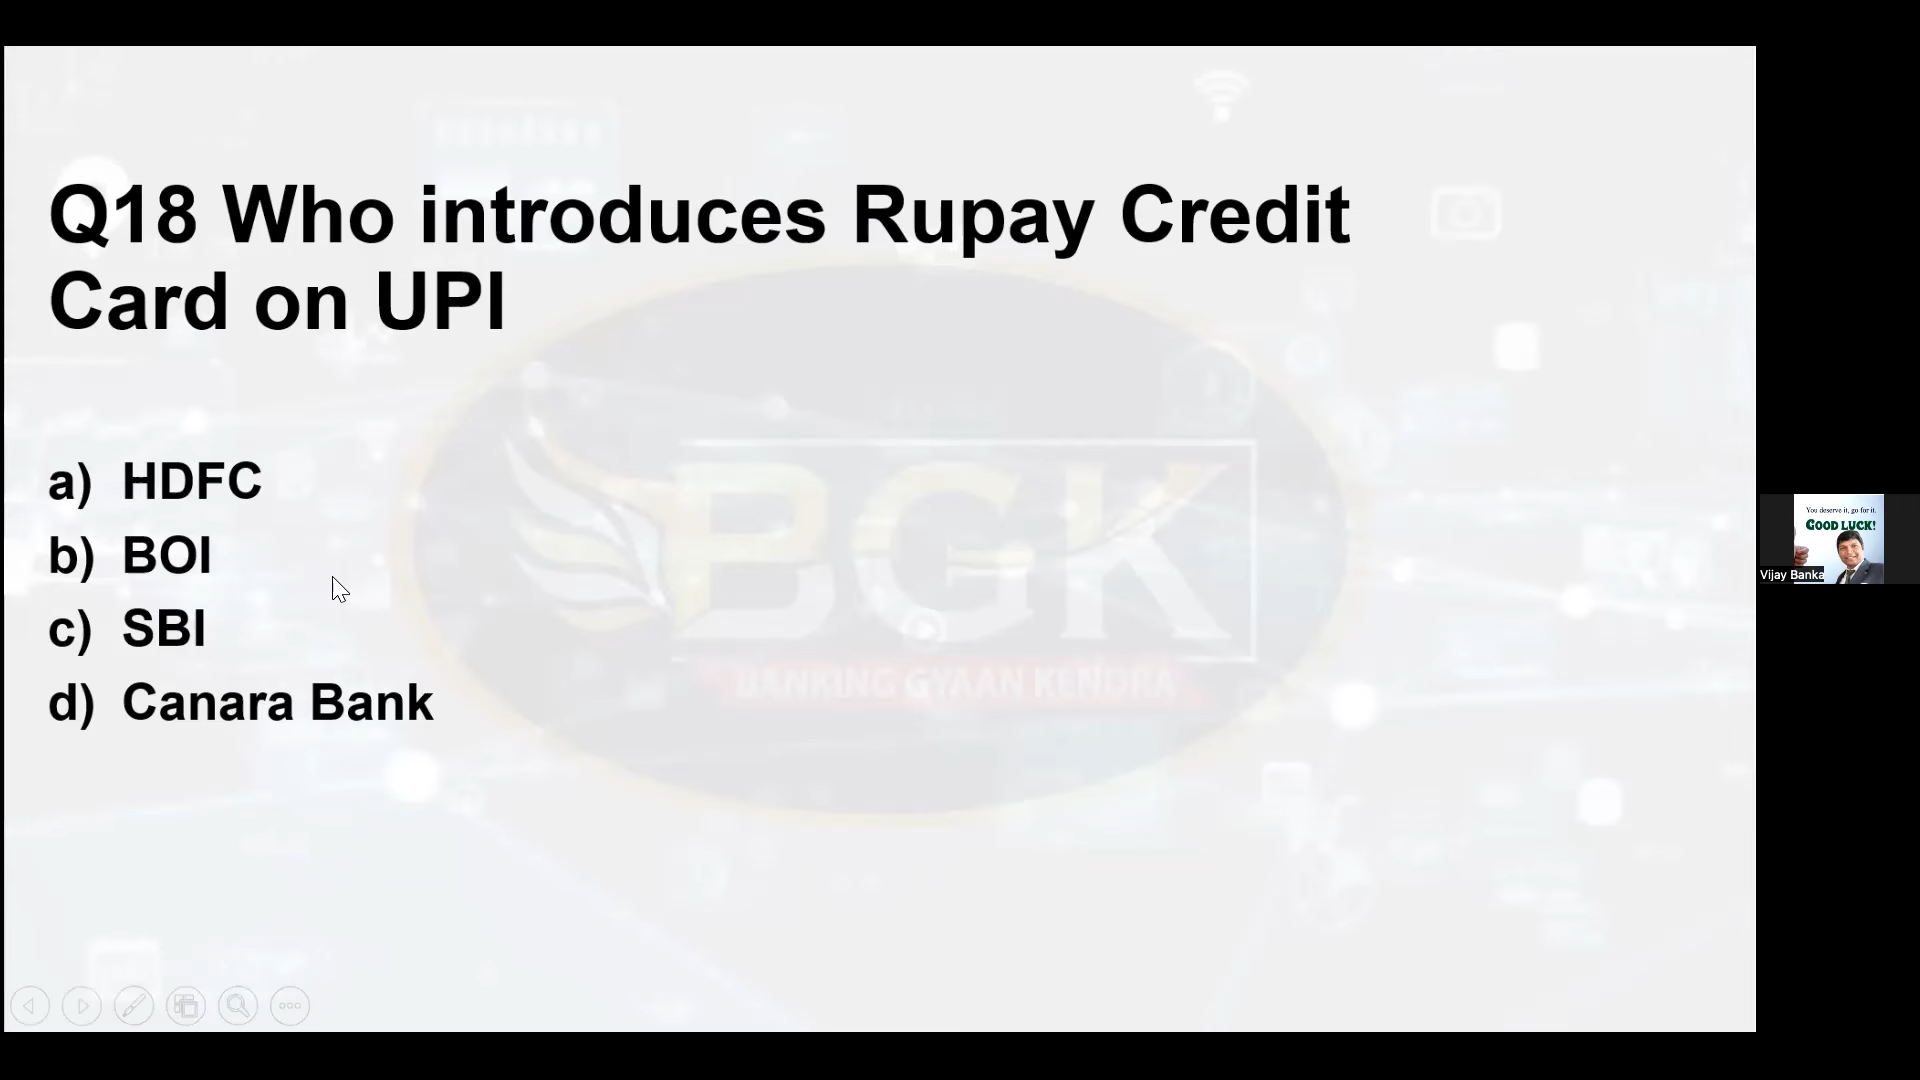 Q18 Who introduces Rupay Credit
Card on UPI
a) HDFC
b) BOI
c) SBI
d) Canara Bank
BGK
BANKING GYAAN KENDRA
You deserve it, go for it.
GOOD LUCK!
Vijay Banka